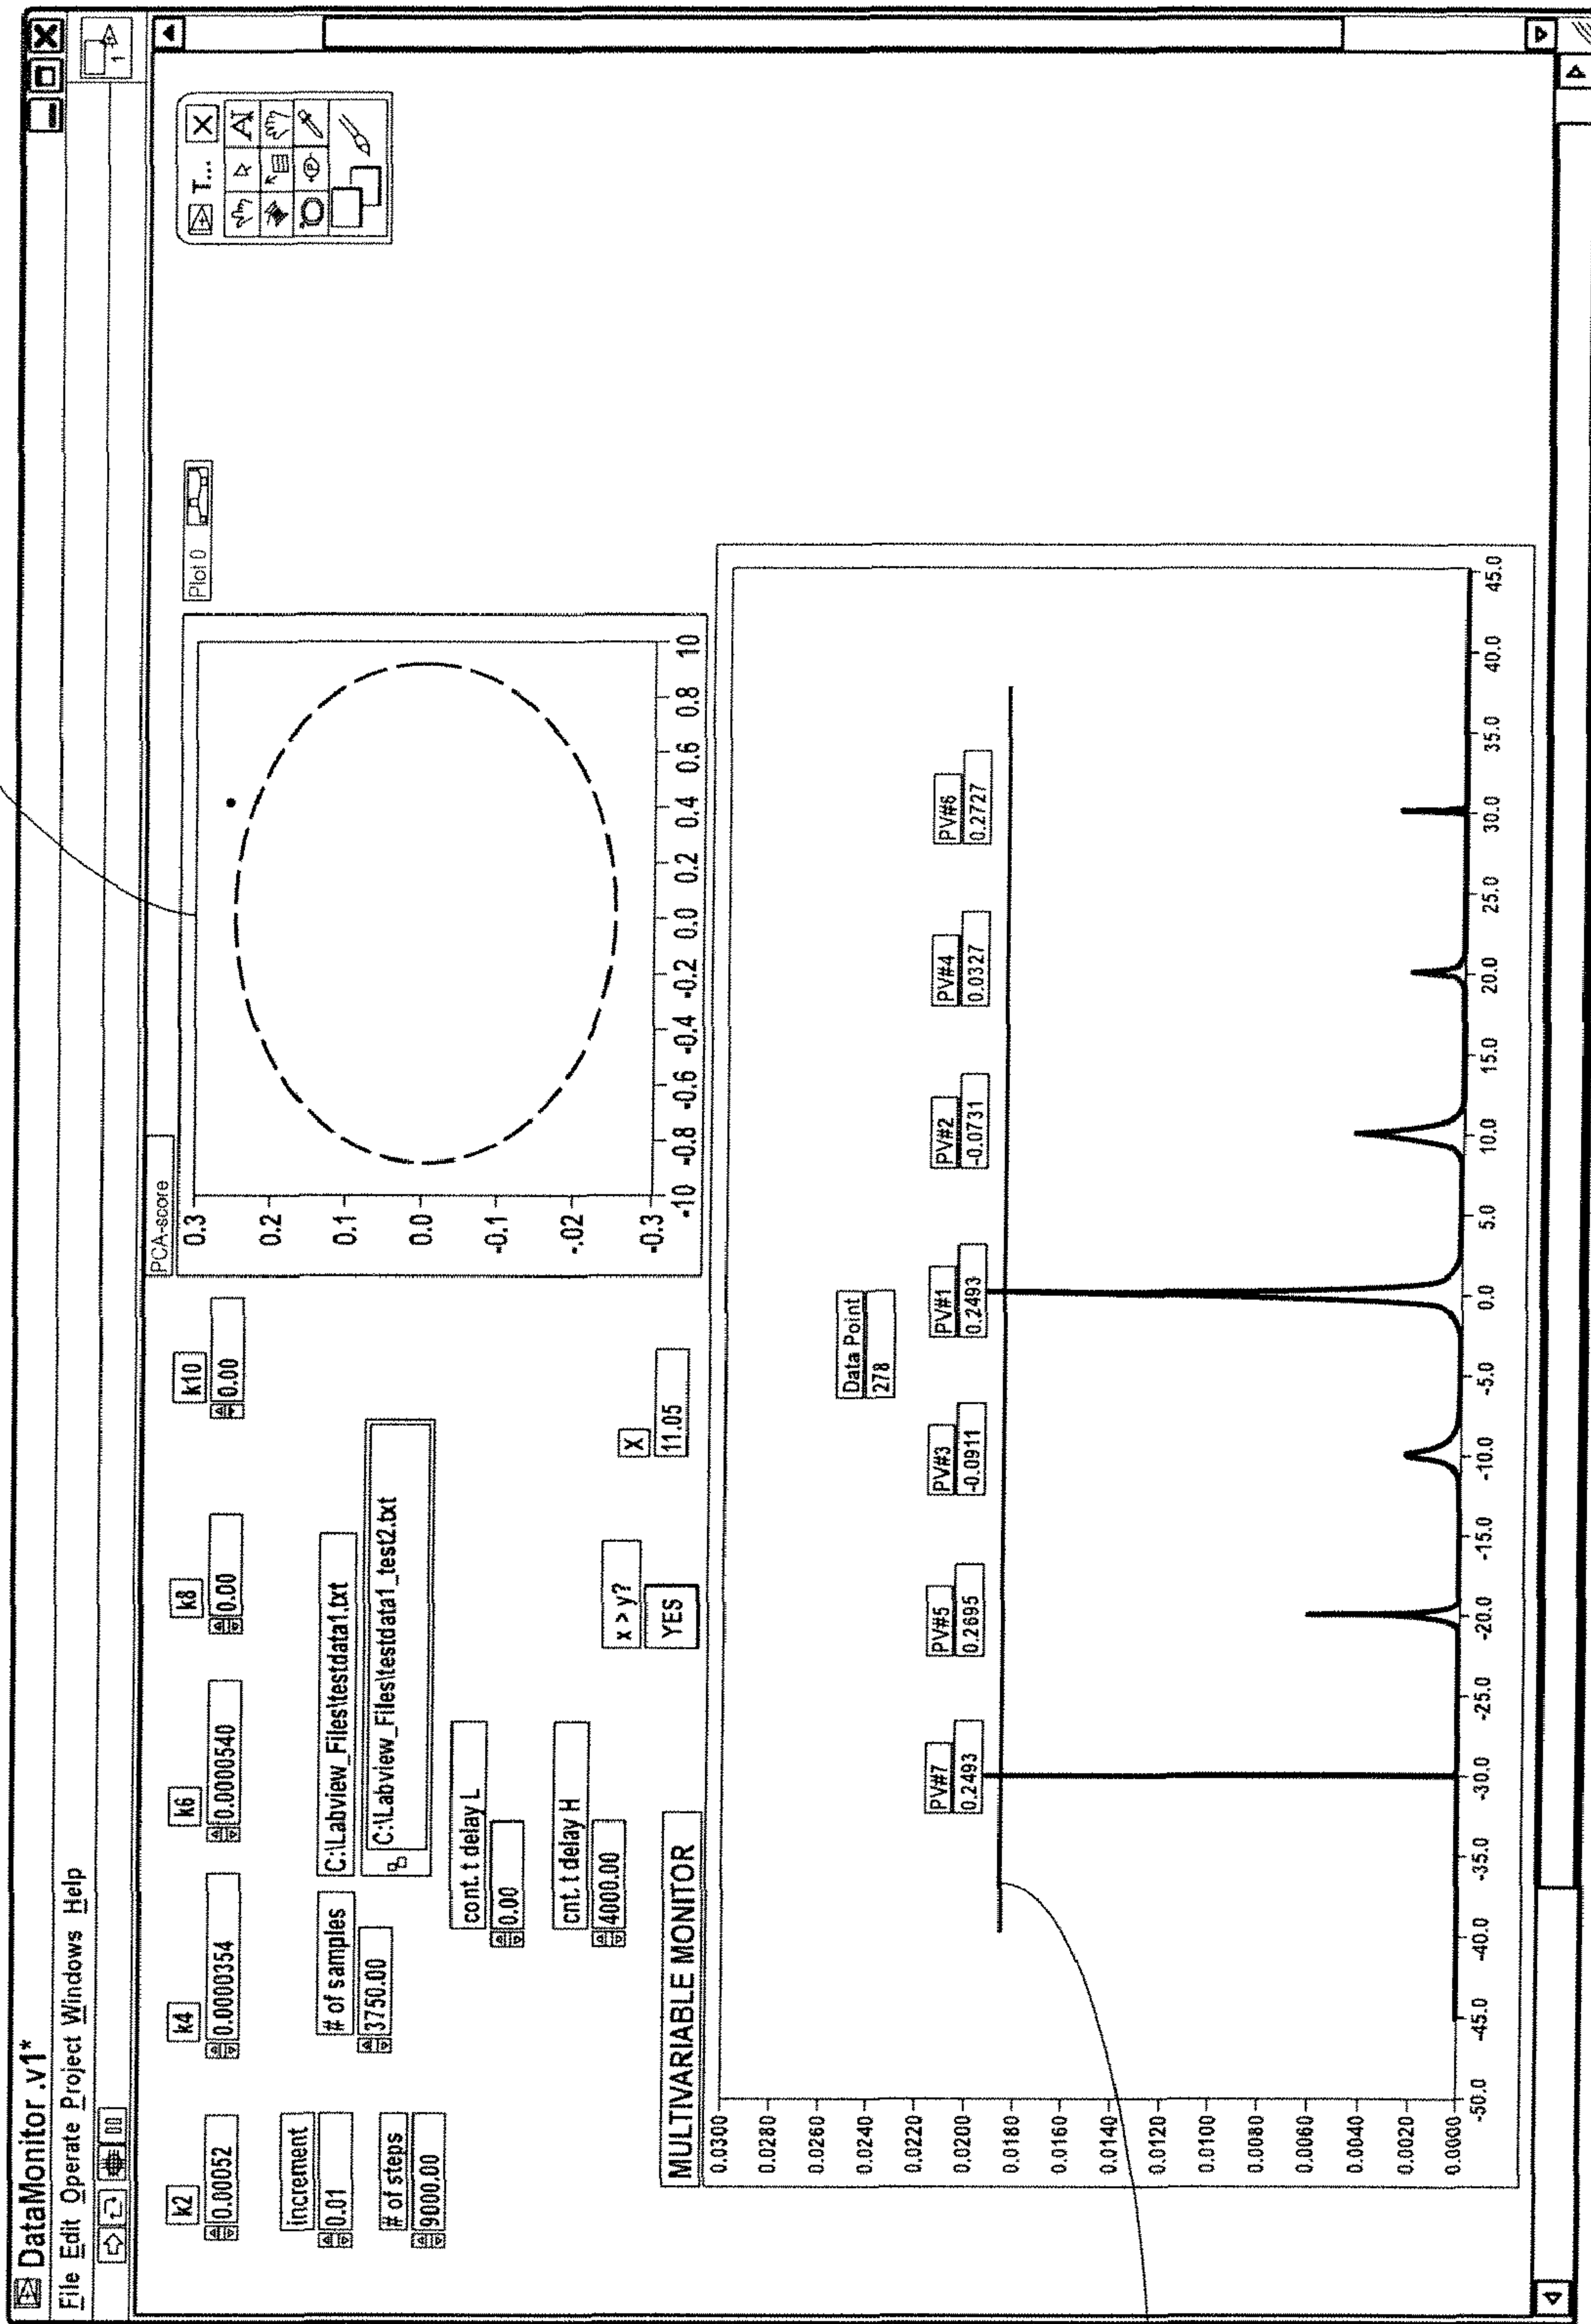 DataMonitor.v1*
File Edit Operate Project Windows Help
1
k2
0.00052
k4
0.0000354
k6
0.0000540
k8
0.00
k10
0.00
increment
0.01
# of steps
9000.00
# of samples
3750.00
C:\Labview_Files\testdata1.txt
C:\Labview_Files\testdata1_test2.txt
cont. t delay L
0.00
cnt. t delay H
4000.00
x > y?
YES
X
11.05
PCA-score
Plot 0
0.3
0.2
0.1
0.0
-0.1
-.02
-0.3
-10 -0.8 -0.6 -0.4 -0.2 0.0 0.2 0.4 0.6 0.8 10
T... X
A
P
MULTIVARIABLE MONITOR
Data Point
278
PV#7
0.2493
PV#5
0.2695
PV#3
-0.0911
PV#1
0.2493
PV#2
-0.0731
PV#4
0.0327
PV#6
0.2727
0.0300
0.0280
0.0260
0.0240
0.0220
0.0200
0.0180
0.0160
0.0140
0.0120
0.0100
0.0080
0.0060
0.0040
0.0020
0.0000
-50.0 -45.0 -40.0 -35.0 -30.0 -25.0 -20.0 -15.0 -10.0 -5.0 0.0 5.0 10.0 15.0 20.0 25.0 30.0 35.0 40.0 45.0